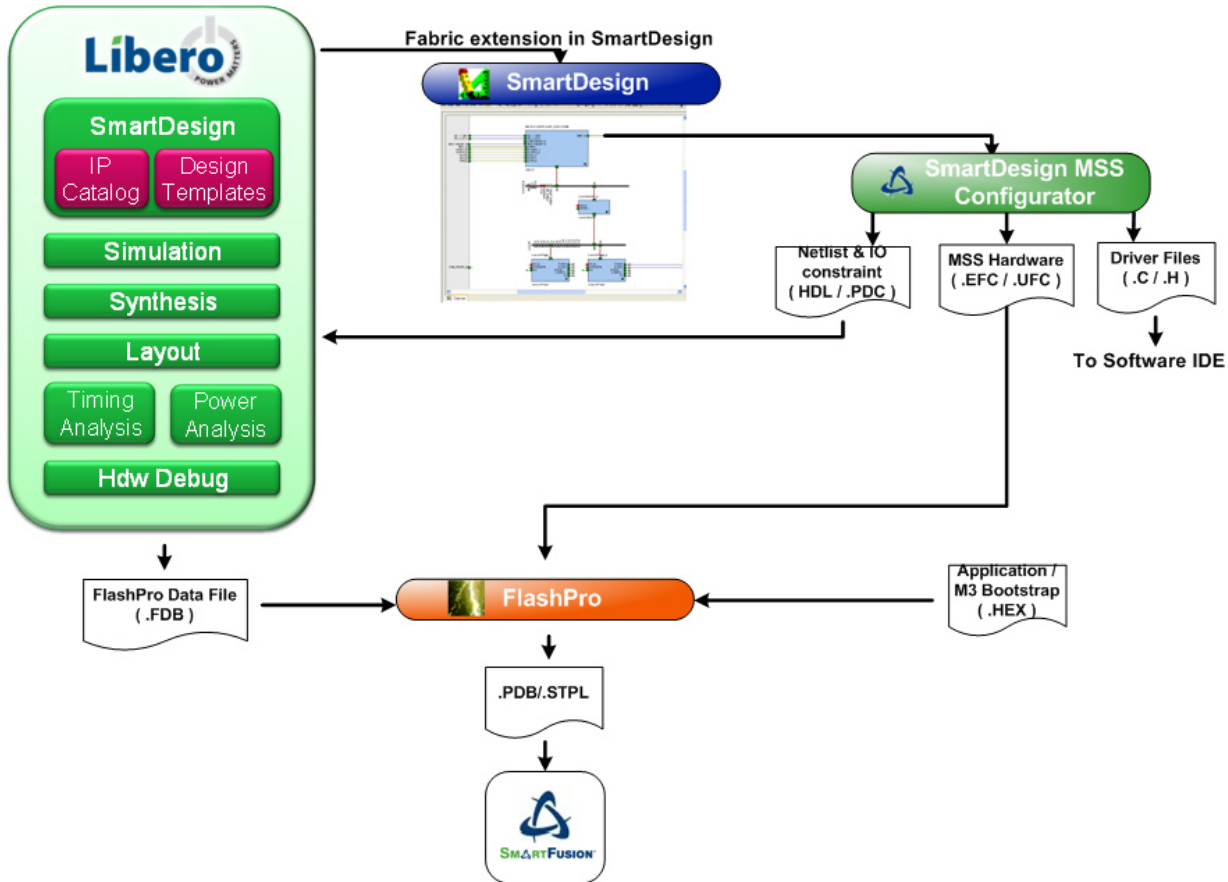 Libero
POWER MATTERS
SmartDesign
IP
Catalog
Design
Templates
Simulation
Synthesis
Layout
Timing
Analysis
Power
Analysis
Hdw Debug
Fabric extension in SmartDesign
SmartDesign
SmartDesign MSS
Configurator
Netlist & IO
constraint
( HDL / .PDC )
MSS Hardware
( .EFC / .UFC )
Driver Files
( .C / .H )
To Software IDE
FlashPro Data File
( .FDB )
FlashPro
Application /
M3 Bootstrap
( .HEX )
.PDB/.STPL
SMARTFUSION